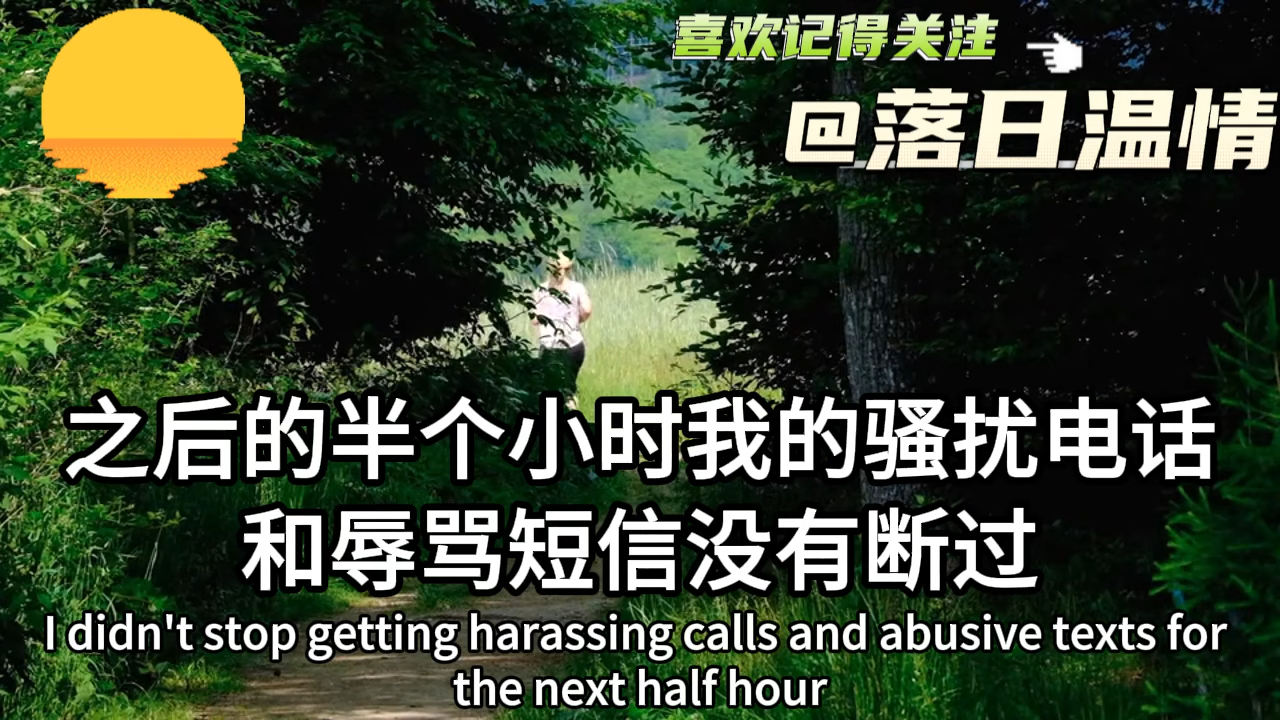 喜欢记得关注
@落日温情
之后的半个小时我的骚扰电话
和辱骂短信没有断过
I didn't stop getting harassing calls and abusive texts for
the next half hour